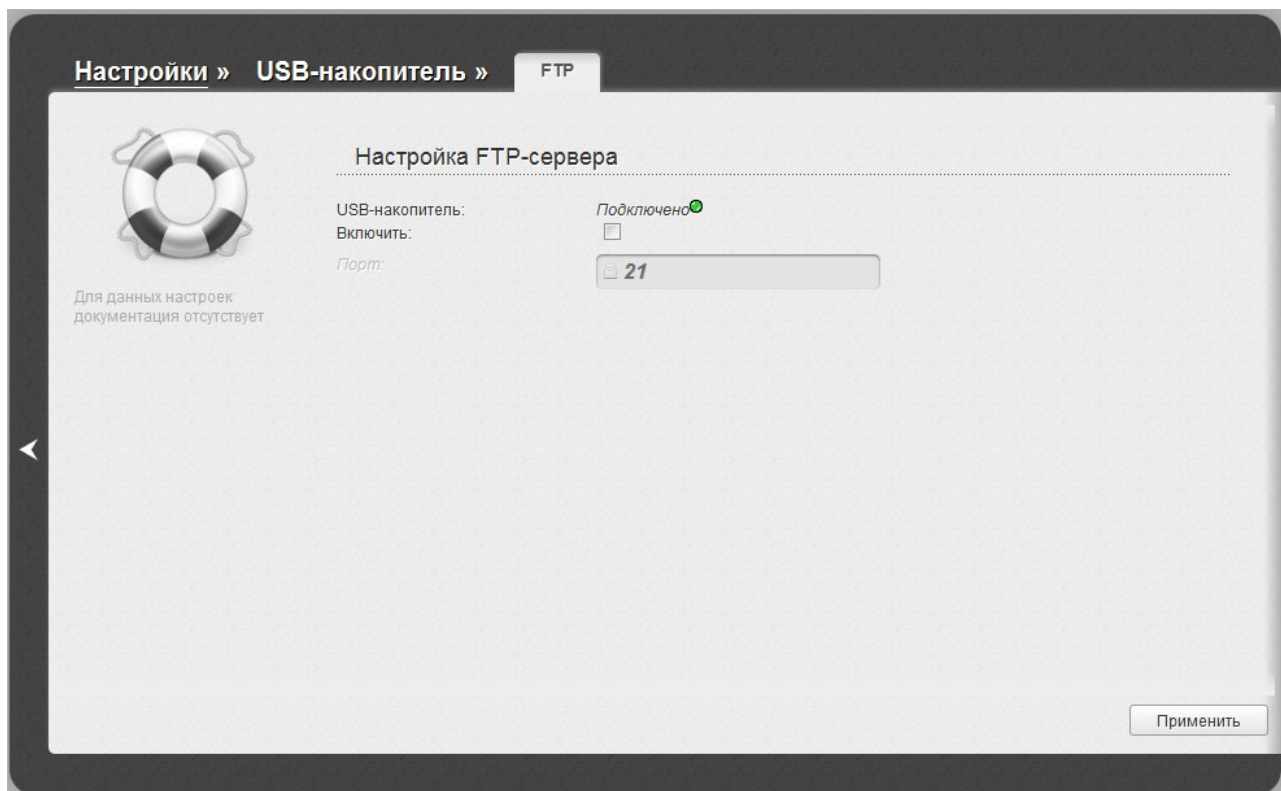 Настройки » USB-накопитель » FTP
Настройка FTP-сервера
USB-накопитель: Подключено
Включить:
Порт: 21
Для данных настроек
документация отсутствует
Применить